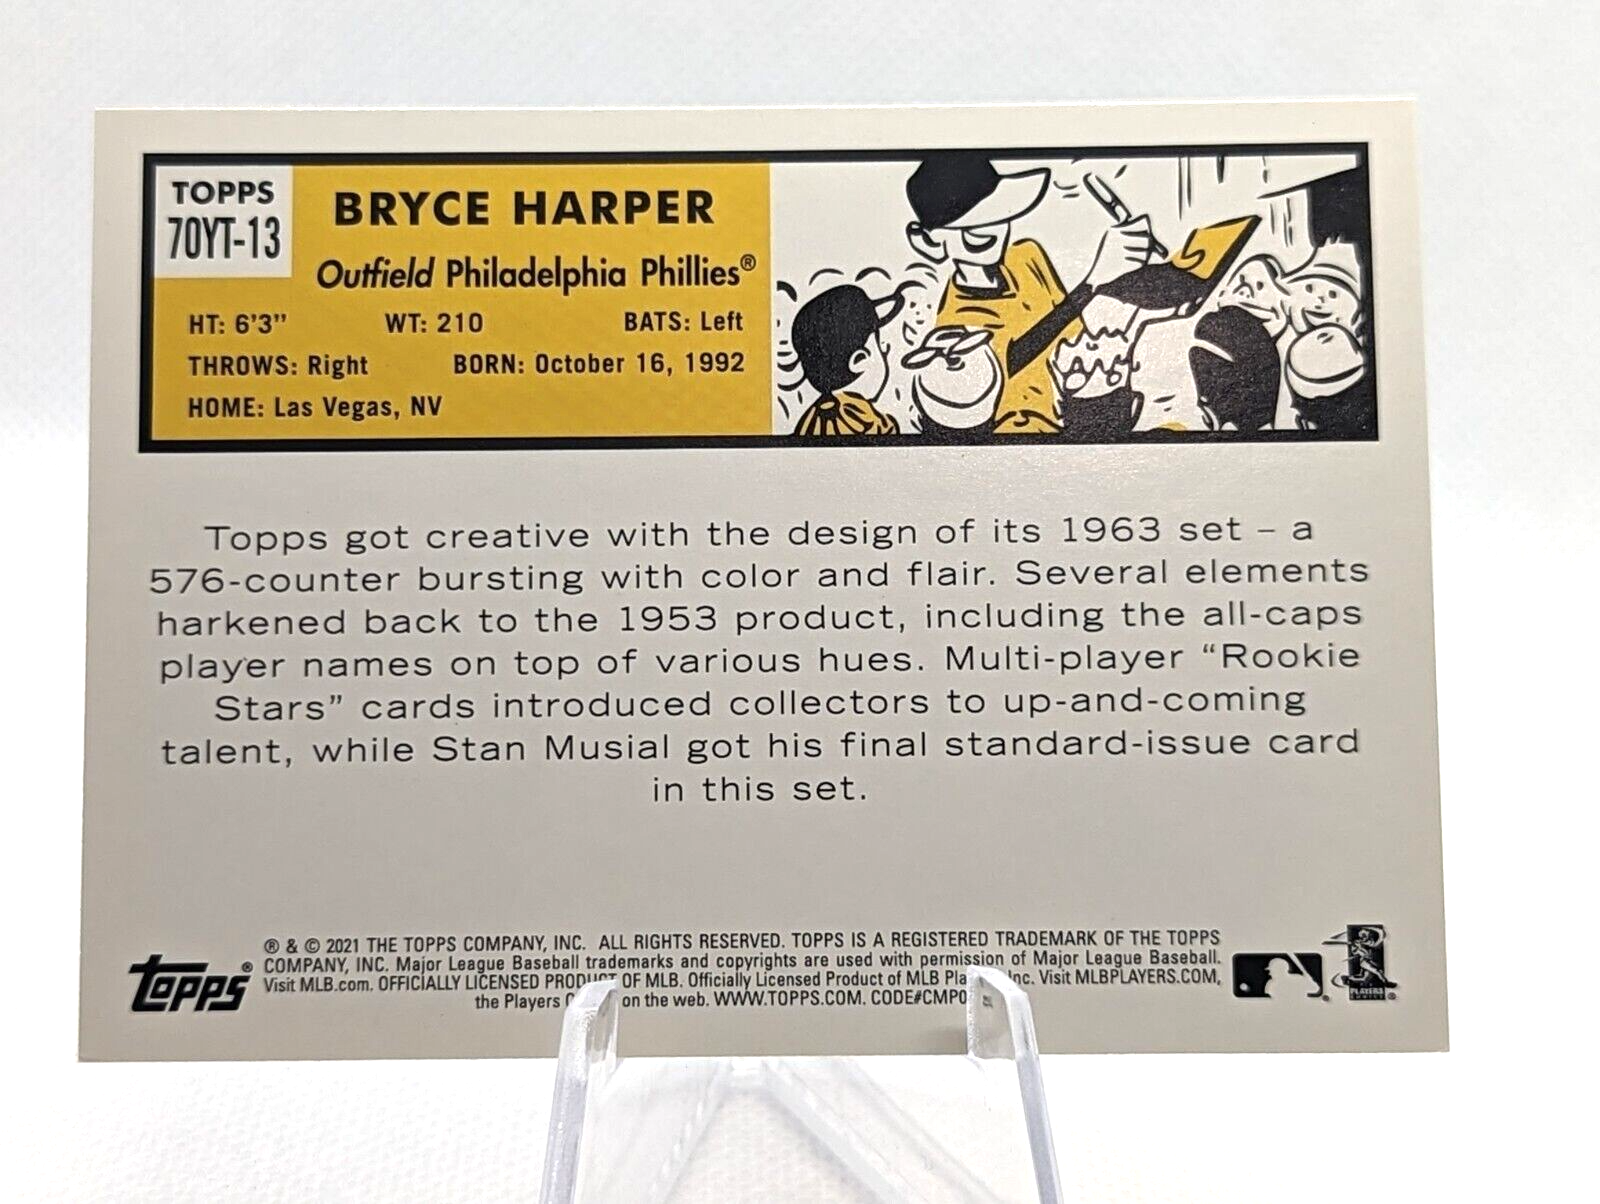 TOPPS
70YT-13
BRYCE HARPER
Outfield Philadelphia Phillies®
HT: 6'3" WT: 210 BATS: Left
THROWS: Right BORN: October 16, 1992
HOME: Las Vegas, NV
Topps got creative with the design of its 1963 set – a
576-counter bursting with color and flair. Several elements
harkened back to the 1953 product, including the all-caps
player names on top of various hues. Multi-player “Rookie
Stars” cards introduced collectors to up-and-coming
talent, while Stan Musial got his final standard-issue card
in this set.
topps®
® & © 2021 THE TOPPS COMPANY, INC. ALL RIGHTS RESERVED. TOPPS IS A REGISTERED TRADEMARK OF THE TOPPS
COMPANY, INC. Major League Baseball trademarks and copyrights are used with permission of Major League Baseball.
Visit MLB.com. OFFICIALLY LICENSED PRODUCT OF MLB. Officially Licensed Product of MLB Inc. Visit MLBPLAYERS.COM,
the Players on the web. WWW.TOPPS.COM. CODE#CMP0
PLAYERS
CHOICE ®